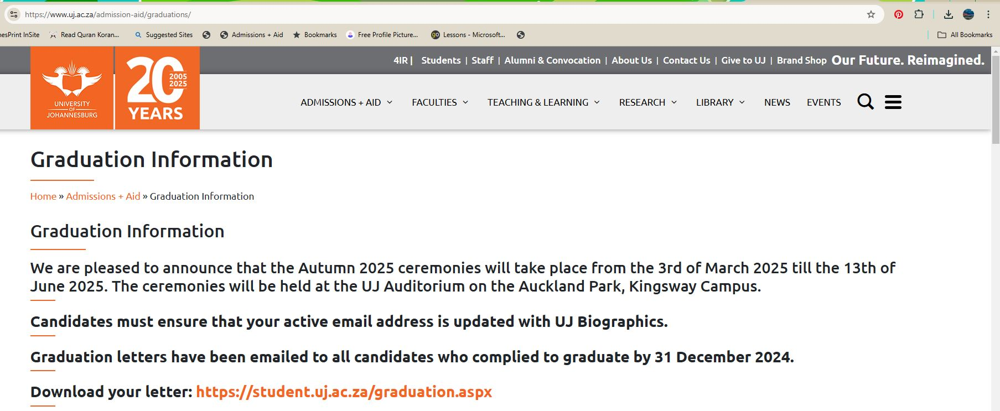 https://www.uj.ac.za/admission-aid/graduations/
nesPrint InSite Read Quran Koran... Suggested Sites Admissions + Aid Bookmarks Free Profile Picture... go Lessons - Microsoft... All Bookmarks
4IR | Students | Staff | Alumni & Convocation | About Us | Contact Us | Give to UJ | Brand Shop Our Future. Reimagined.
UNIVERSITY
OF
JOHANNESBURG
20
2005
2025
YEARS
ADMISSIONS + AID FACULTIES TEACHING & LEARNING RESEARCH LIBRARY NEWS EVENTS
Graduation Information
Home » Admissions + Aid » Graduation Information
Graduation Information
We are pleased to announce that the Autumn 2025 ceremonies will take place from the 3rd of March 2025 till the 13th of
June 2025. The ceremonies will be held at the UJ Auditorium on the Auckland Park, Kingsway Campus.
Candidates must ensure that your active email address is updated with UJ Biographics.
Graduation letters have been emailed to all candidates who complied to graduate by 31 December 2024.
Download your letter: https://student.uj.ac.za/graduation.aspx